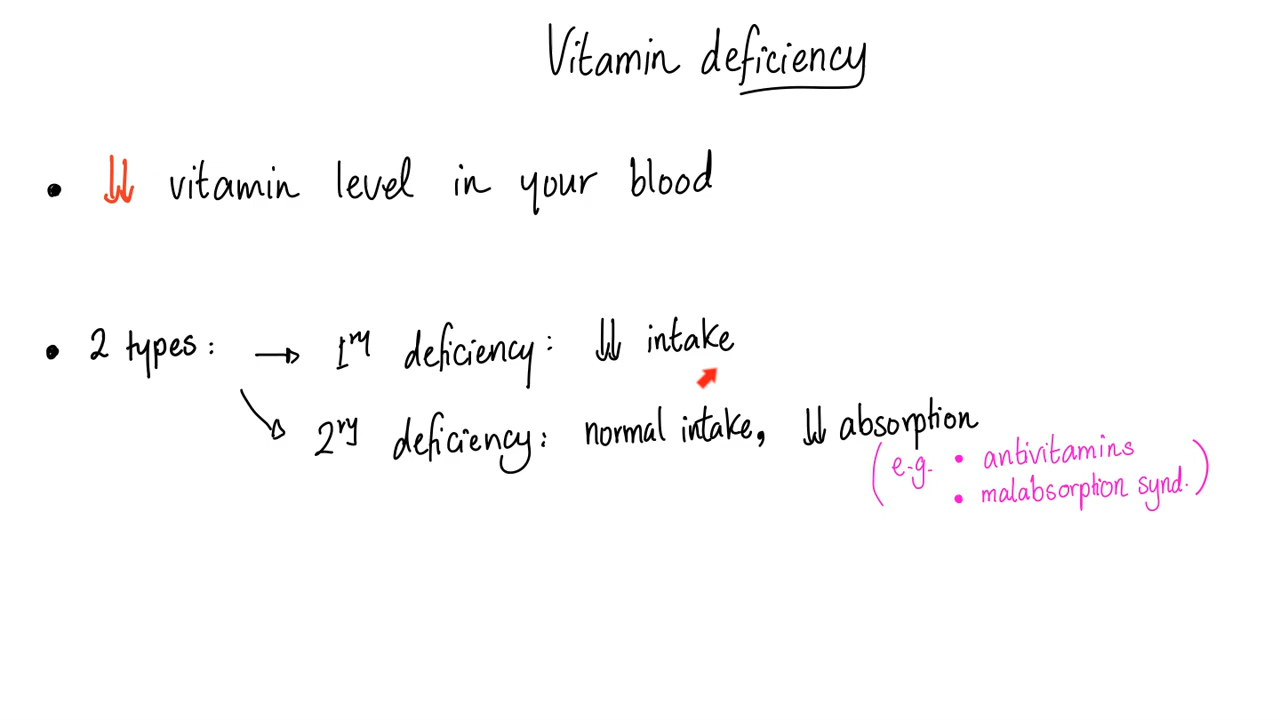 Vitamin deficiency
• ↓↓ vitamin level in your blood
• 2 types: → 1ry deficiency: ↓↓ intake
→ 2ry deficiency: normal intake, ↓↓ absorption
(e.g. • antivitamins
• malabsorption synd.)